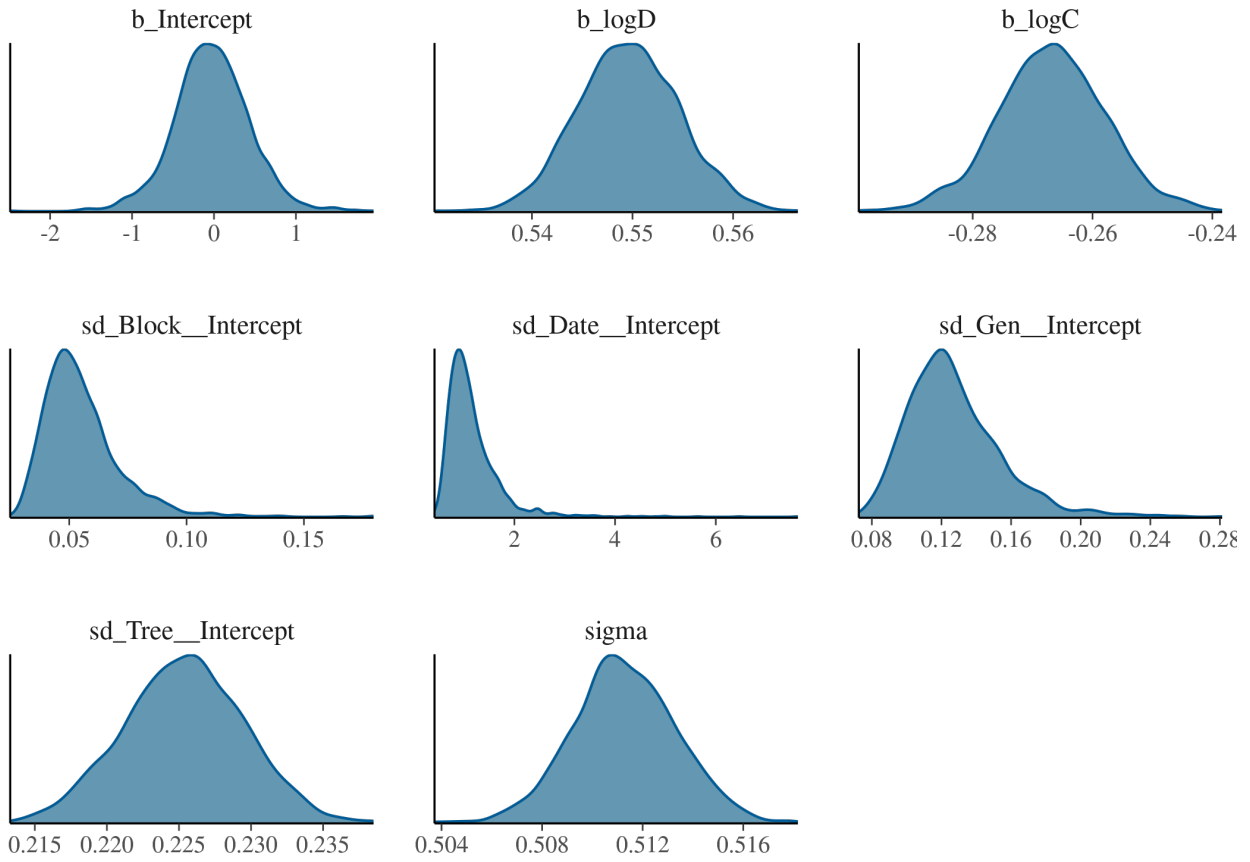 b_Intercept
b_logD
b_logC
-2 -1 0 1
0.54 0.55 0.56
-0.28 -0.26 -0.24
sd_Block__Intercept
sd_Date__Intercept
sd_Gen__Intercept
0.05 0.10 0.15
2 4 6
0.08 0.12 0.16 0.20 0.24 0.28
sd_Tree__Intercept
sigma
0.215 0.220 0.225 0.230 0.235
0.504 0.508 0.512 0.516